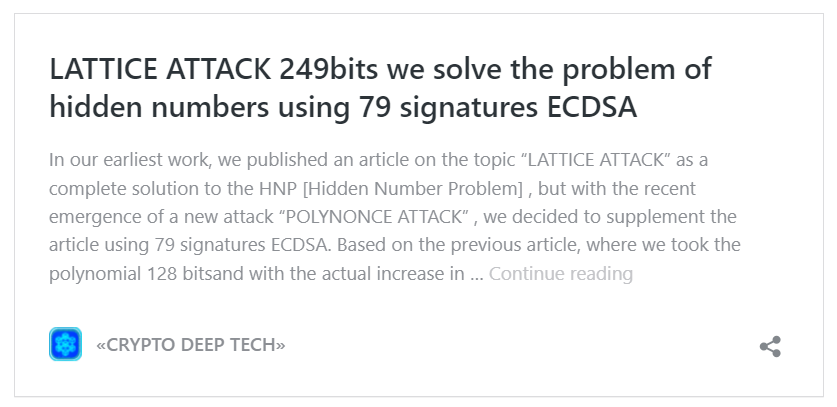 LATTICE ATTACK 249bits we solve the problem of
hidden numbers using 79 signatures ECDSA
In our earliest work, we published an article on the topic “LATTICE ATTACK” as a
complete solution to the HNP [Hidden Number Problem] , but with the recent
emergence of a new attack “POLYNONCE ATTACK” , we decided to supplement the
article using 79 signatures ECDSA. Based on the previous article, where we took the
polynomial 128 bitsand with the actual increase in ... Continue reading
«CRYPTO DEEP TECH»